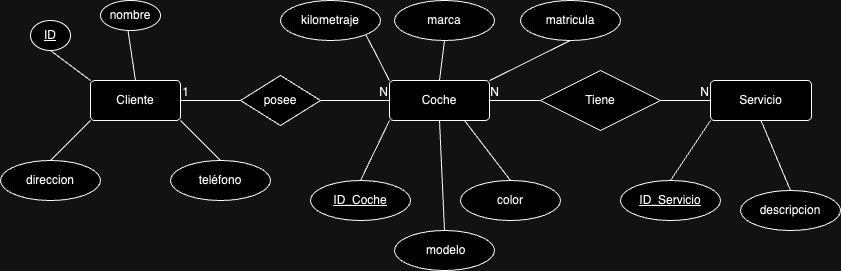 nombre
kilometraje
marca
matricula
ID
Cliente
1
posee
N
Coche
N
Tiene
N
Servicio
direccion
teléfono
ID_Coche
color
ID_Servicio
descripcion
modelo